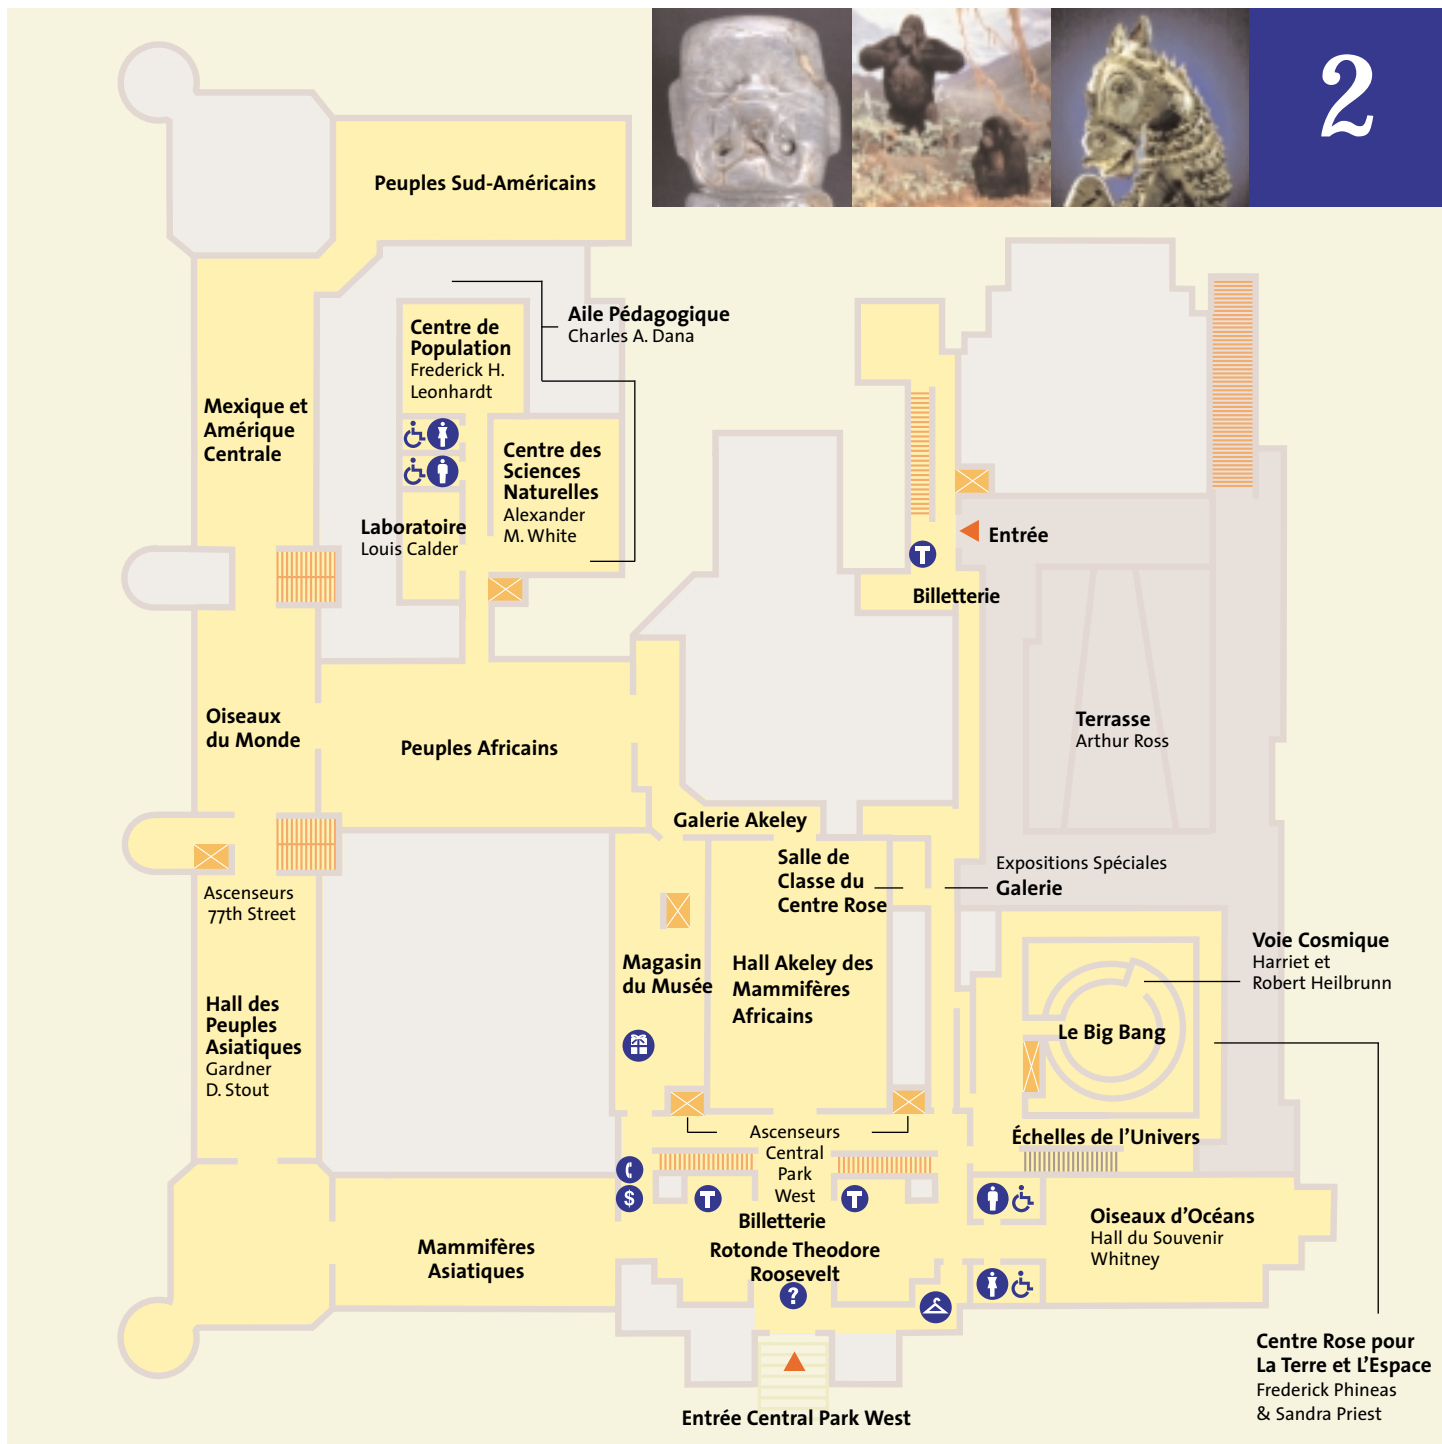 2
Peuples Sud-Américains
Aile Pédagogique
Charles A. Dana
Centre de
Population
Frederick H.
Leonhardt
Mexique et
Amérique
Centrale
Centre des
Sciences
Naturelles
Alexander
M. White
Laboratoire
Louis Calder
Entrée
T
Billetterie
Oiseaux
du Monde
Peuples Africains
Terrasse
Arthur Ross
Galerie Akeley
Salle de
Classe du
Centre Rose
Expositions Spéciales
Galerie
Ascenseurs
77th Street
Magasin
du Musée
Hall Akeley des
Mammifères
Africains
Voie Cosmique
Harriet et
Robert Heilbrunn
Hall des
Peuples
Asiatiques
Gardner
D. Stout
Le Big Bang
Ascenseurs
Central
Park
West
Échelles de l'Univers
$
T
T
Billetterie
Rotonde Theodore
Roosevelt
?
Mammifères
Asiatiques
Oiseaux d'Océans
Hall du Souvenir
Whitney
Centre Rose pour
La Terre et L'Espace
Frederick Phineas
& Sandra Priest
Entrée Central Park West